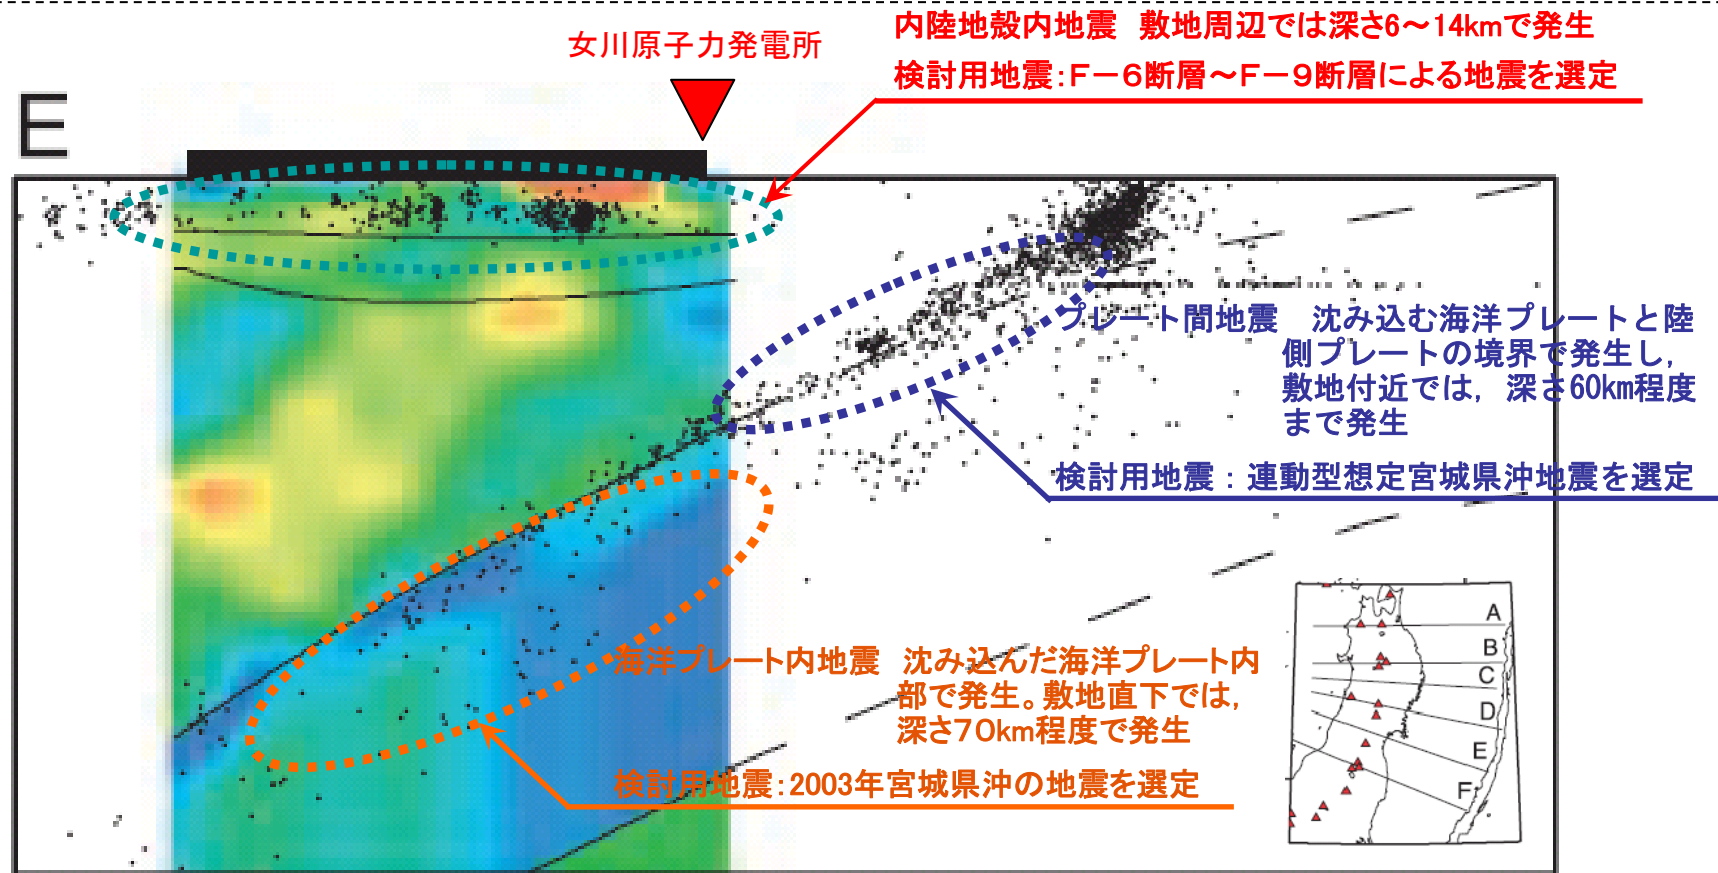 内陸地殻内地震　敷地周辺では深さ6～14kmで発生
女川原子力発電所
検討用地震：Ｆ－６断層～Ｆ－９断層による地震を選定
E
プレート間地震　沈み込む海洋プレートと陸
側プレートの境界で発生し，
敷地付近では，深さ60km程度
まで発生
検討用地震：連動型想定宮城県沖地震を選定
海洋プレート内地震　沈み込んだ海洋プレート内
部で発生。敷地直下では，
深さ７０km程度で発生
検討用地震：2003年宮城県沖の地震を選定
A
B
C
D
E
F